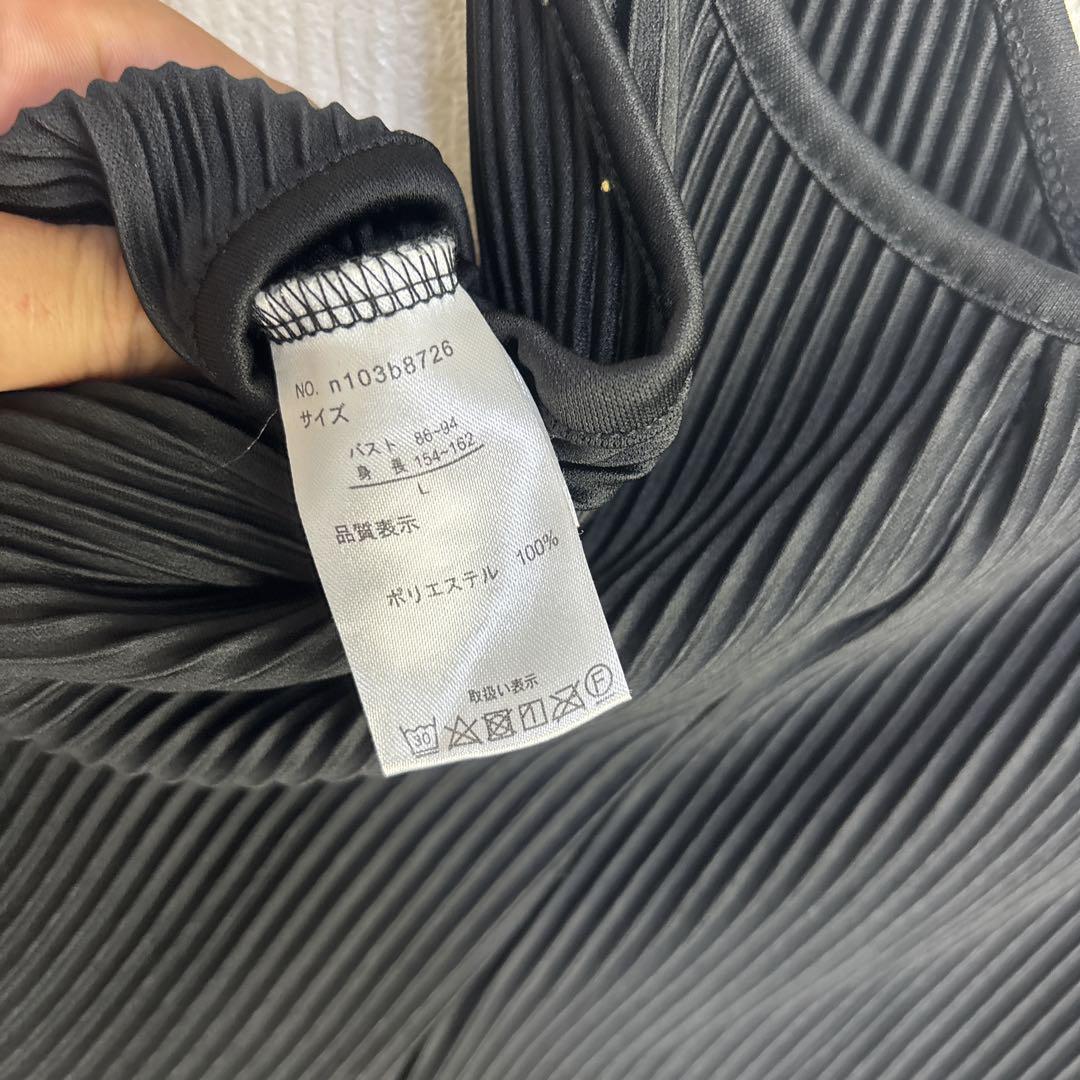 NO. n103b8726
サイズ
バスト 86~94
身 長 154~162
L
品質表示
ポリエステル 100%
取扱い表示
30
F